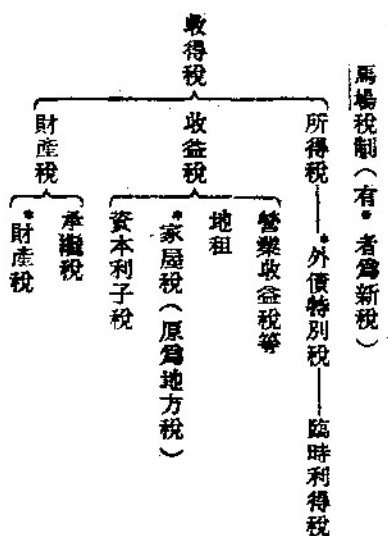 馬場稅制(有*者爲新稅)
收得稅
所得稅——*外債特別稅——臨時利得稅
收益稅
營業收益稅等
地租
*家屋稅(原爲地方稅)
資本利子稅
財產稅
承繼稅
*財產稅